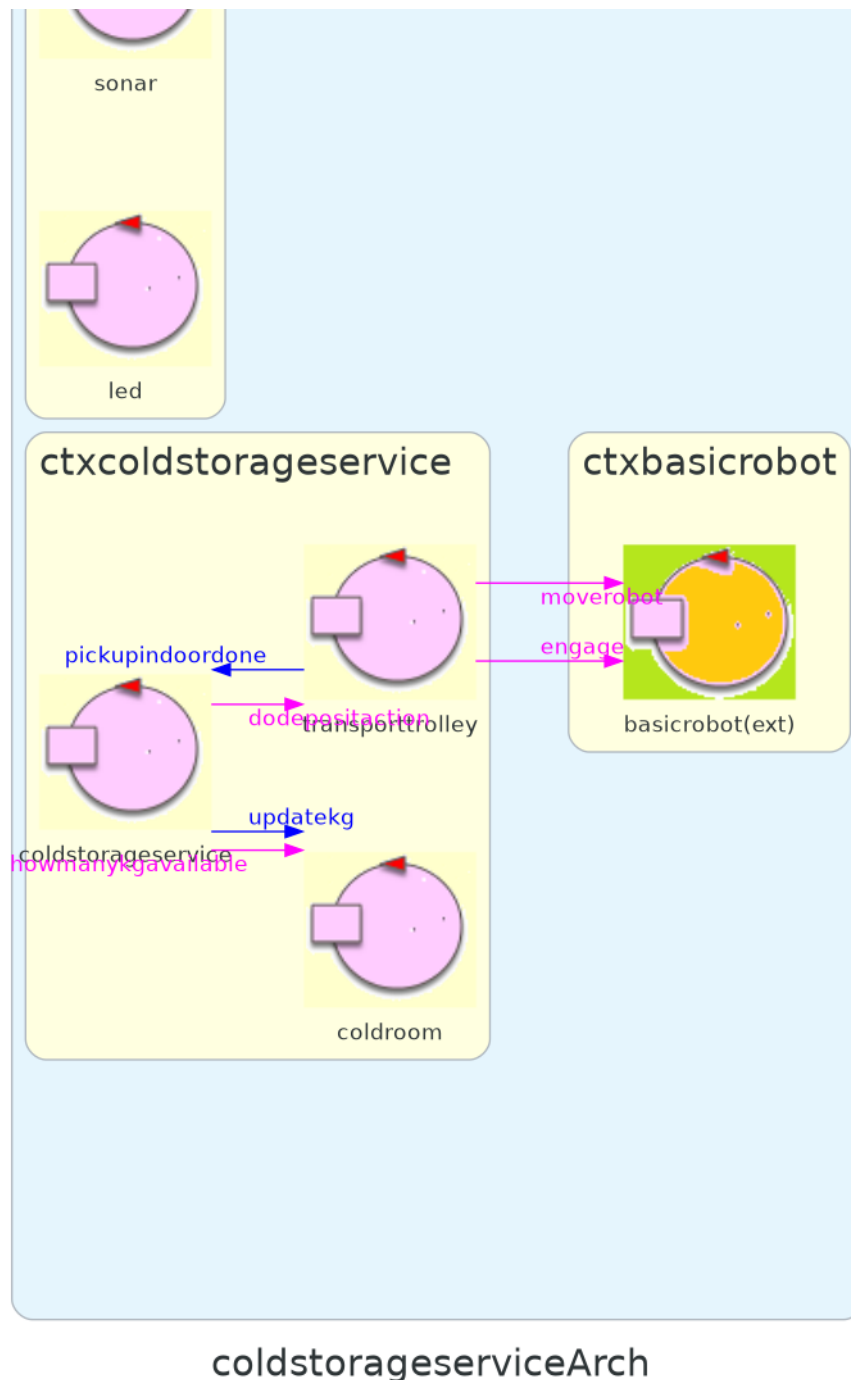 sonar
led
ctxcoldstorageservice
ctxbasicrobot
moverobot
engage
pickupindoordone
dodepositaction
transporttrolley
basicrobot(ext)
updatekg
coldstorageservice
howmanykgavailable
coldroom
coldstorageserviceArch